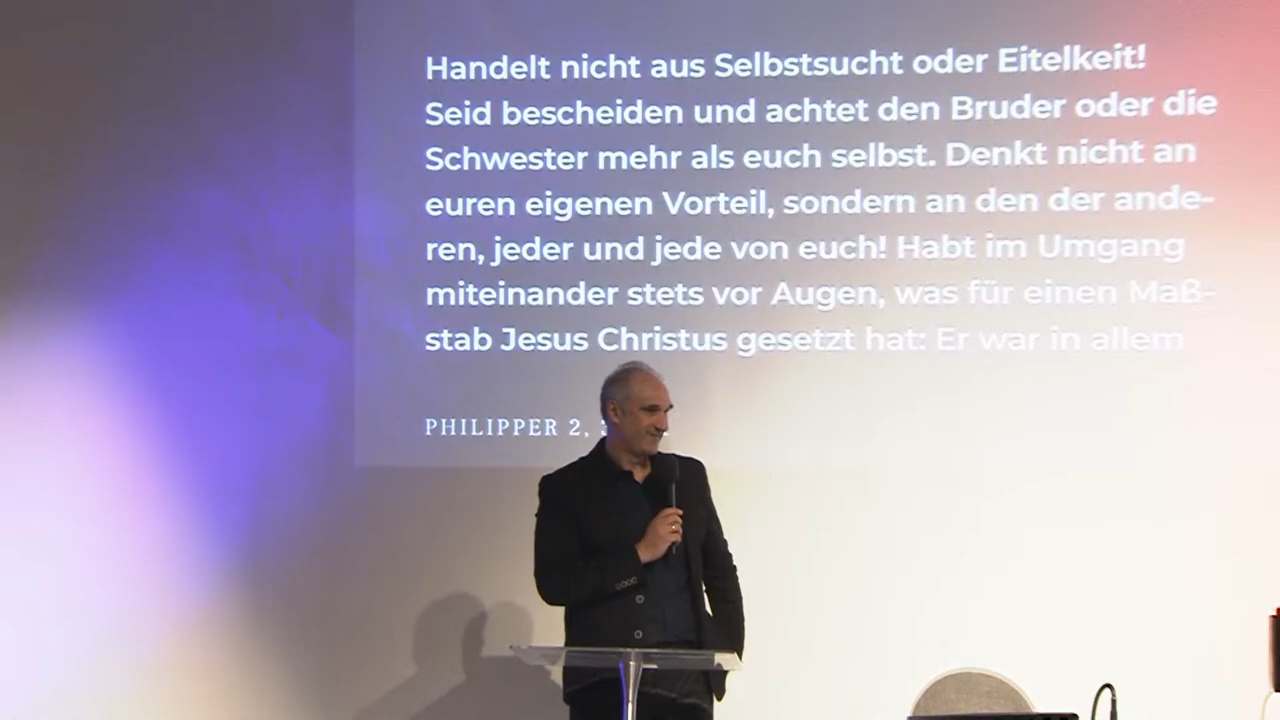 Handelt nicht aus Selbstsucht oder Eitelkeit!
Seid bescheiden und achtet den Bruder oder die
Schwester mehr als euch selbst. Denkt nicht an
euren eigenen Vorteil, sondern an den der ande-
ren, jeder und jede von euch! Habt im Umgang
miteinander stets vor Augen, was für einen Maß-
stab Jesus Christus gesetzt hat: Er war in allem
PHILIPPER 2,